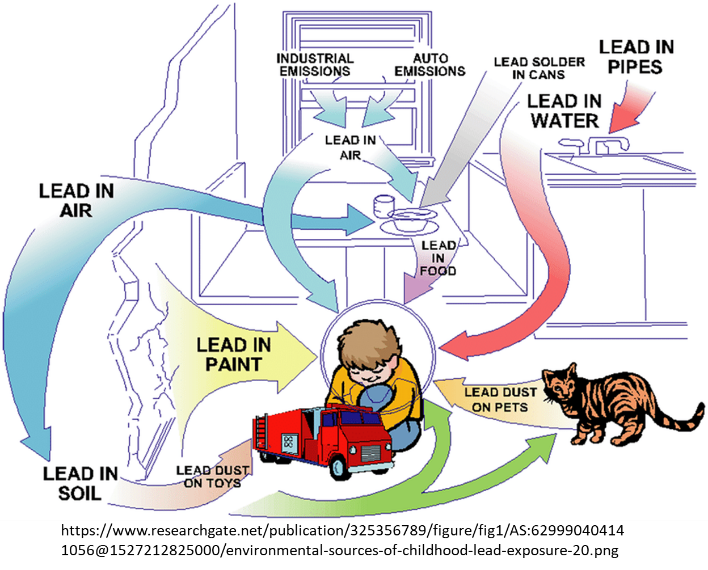 INDUSTRIAL
EMISSIONS
AUTO
EMISSIONS
LEAD SOLDER
IN CANS
LEAD IN
PIPES
LEAD IN
WATER
LEAD IN
AIR
LEAD IN
AIR
LEAD
IN
FOOD
LEAD IN
PAINT
LEAD DUST
ON PETS
LEAD IN
SOIL
LEAD DUST
ON TOYS
https://www.researchgate.net/publication/325356789/figure/fig1/AS:62999040414
1056@1527212825000/environmental-sources-of-childhood-lead-exposure-20.png